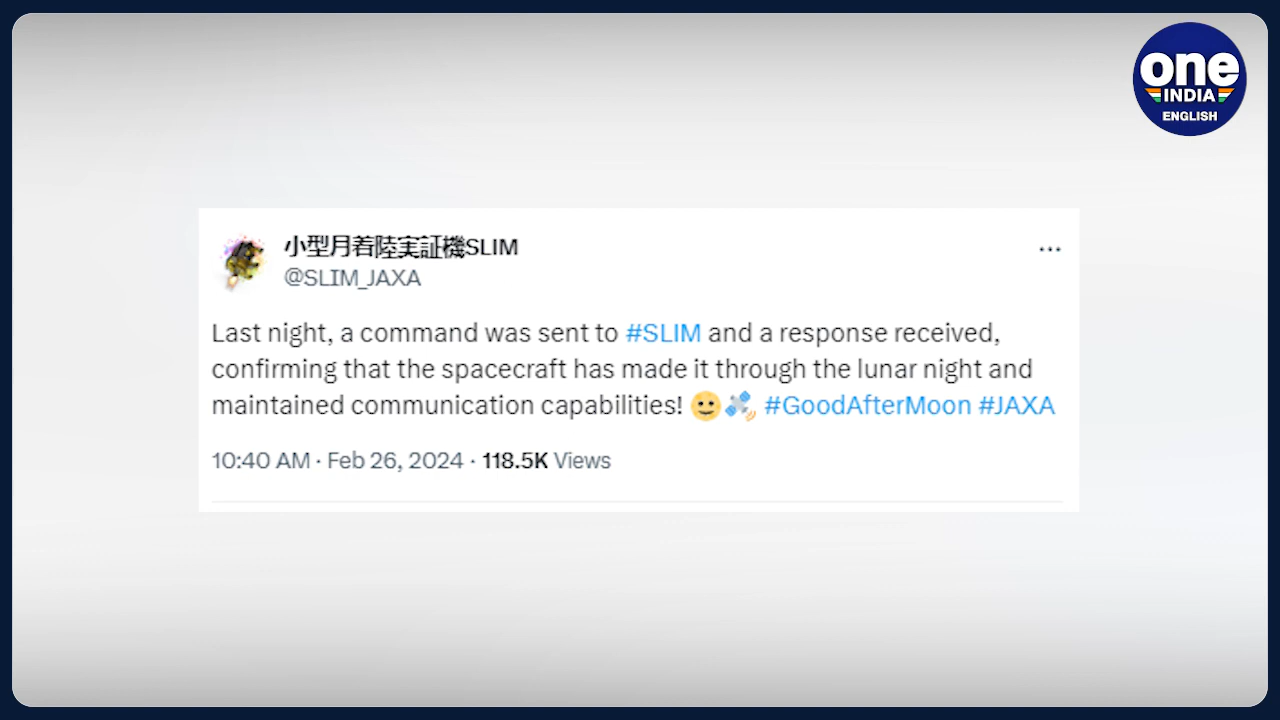 one
INDIA
ENGLISH
小型月着陸実証機SLIM
@SLIM_JAXA
Last night, a command was sent to #SLIM and a response received,
confirming that the spacecraft has made it through the lunar night and
maintained communication capabilities! 🙂🛰️ #GoodAfterMoon #JAXA
10:40 AM · Feb 26, 2024 · 118.5K Views